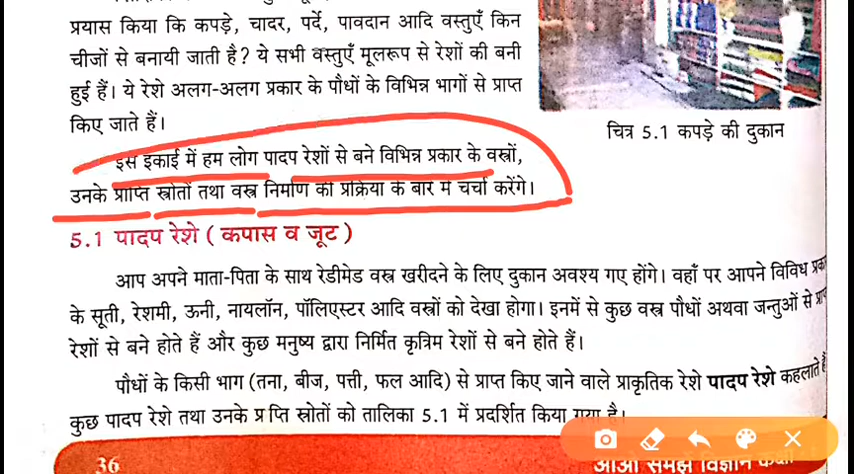 प्रयास किया कि कपड़े, चादर, पर्दे, पावदान आदि वस्तुएँ किन
चीजों से बनायी जाती है? ये सभी वस्तुएँ मूलरूप से रेशों की बनी
हुई हैं। ये रेशे अलग-अलग प्रकार के पौधों के विभिन्न भागों से प्राप्त
किए जाते हैं।
चित्र 5.1 कपड़े की दुकान
इस इकाई में हम लोग पादप रेशों से बने विभिन्न प्रकार के वस्त्रों,
उनके प्राप्ति स्त्रोतों तथा वस्त्र निर्माण की प्रक्रिया के बारे में चर्चा करेंगे।
5.1 पादप रेशे ( कपास व जूट )
आप अपने माता-पिता के साथ रेडीमेड वस्त्र खरीदने के लिए दुकान अवश्य गए होंगे। वहाँ पर आपने विविध
के सूती, रेशमी, ऊनी, नायलॉन, पॉलिएस्टर आदि वस्त्रों को देखा होगा। इनमें से कुछ वस्त्र पौधों अथवा जन्तुओं से
रेशों से बने होते हैं और कुछ मनुष्य द्वारा निर्मित कृत्रिम रेशों से बने होते हैं।
पौधों के किसी भाग (तना, बीज, पत्ती, फल आदि) से प्राप्त किए जाने वाले प्राकृतिक रेशे पादप रेशे कहलाते
कुछ पादप रेशे तथा उनके प्राप्ति स्रोतों को तालिका 5.1 में प्रदर्शित किया गया है।
36
आओ समझें विज्ञान